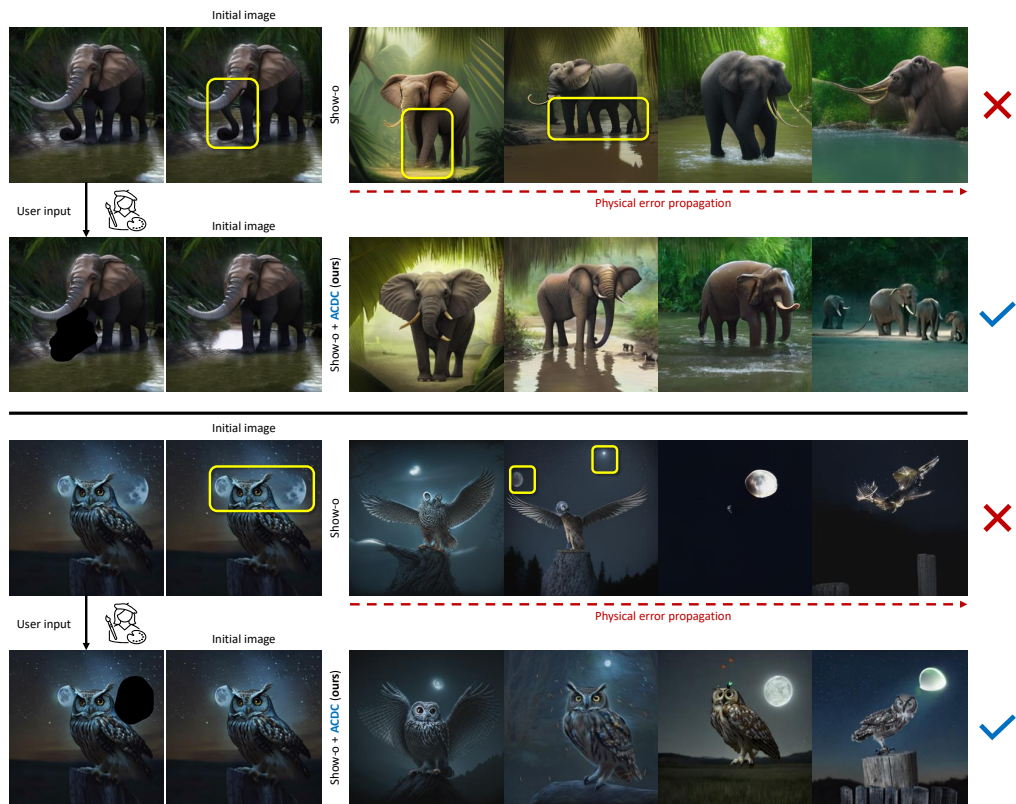 Initial image
Show-o
Physical error propagation
User input
Initial image
Show-o + ACDC (ours)
Initial image
Show-o
Physical error propagation
User input
Initial image
Show-o + ACDC (ours)